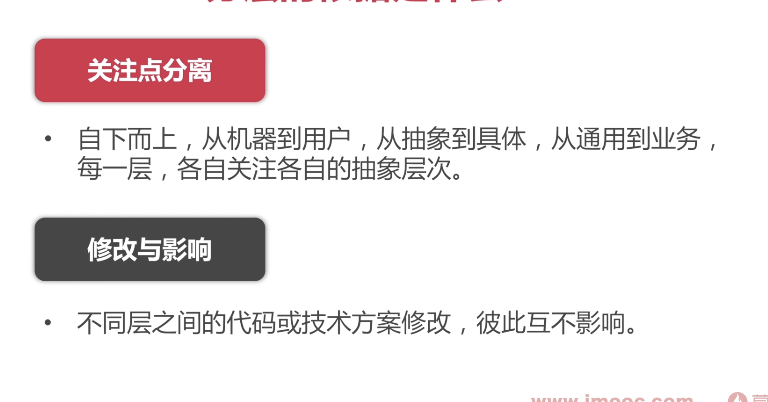 关注点分离
• 自下而上，从机器到用户，从抽象到具体，从通用到业务，
每一层，各自关注各自的抽象层次。
修改与影响
• 不同层之间的代码或技术方案修改，彼此互不影响。
www.imooc.com